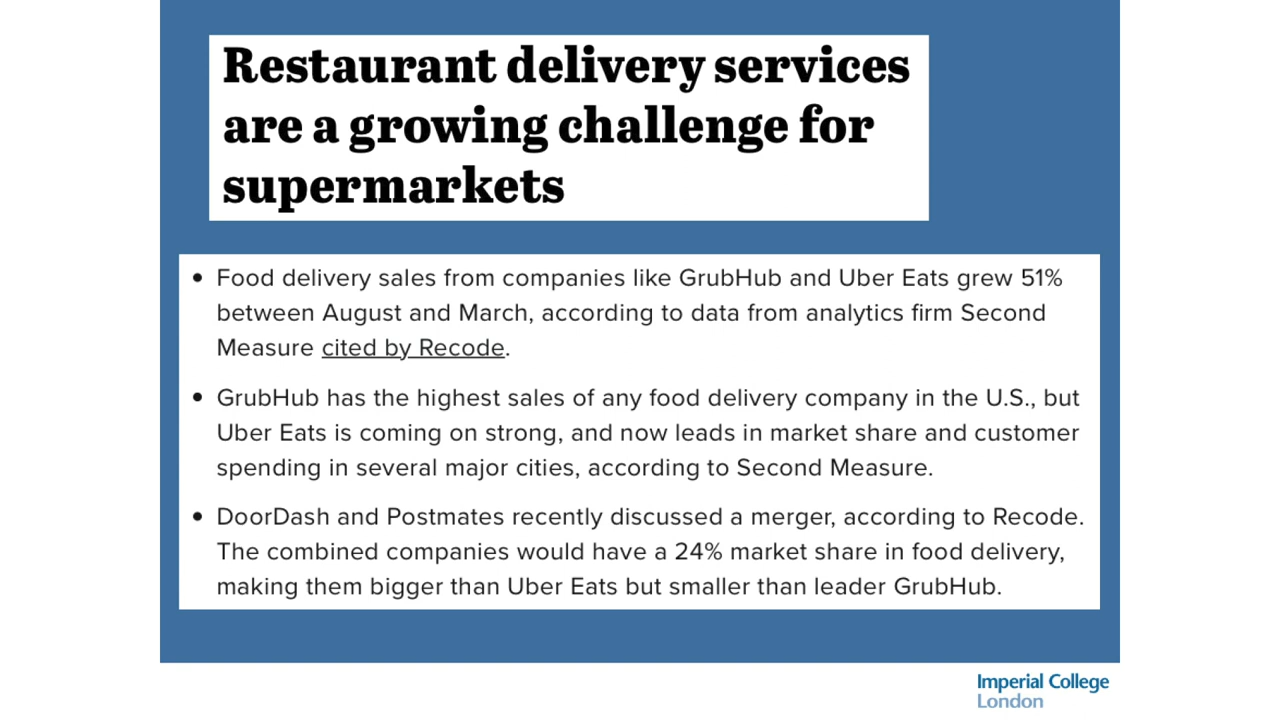 Restaurant delivery services
are a growing challenge for
supermarkets
• Food delivery sales from companies like GrubHub and Uber Eats grew 51%
between August and March, according to data from analytics firm Second
Measure cited by Recode.
• GrubHub has the highest sales of any food delivery company in the U.S., but
Uber Eats is coming on strong, and now leads in market share and customer
spending in several major cities, according to Second Measure.
• DoorDash and Postmates recently discussed a merger, according to Recode.
The combined companies would have a 24% market share in food delivery,
making them bigger than Uber Eats but smaller than leader GrubHub.
Imperial College
London